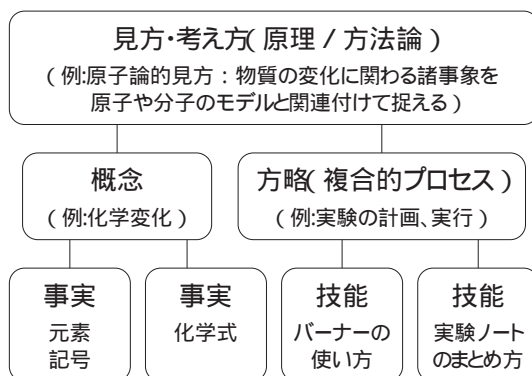 見方・考え方(原理/方法論)
(例:原子論的見方:物質の変化に関わる諸事象を
原子や分子のモデルと関連付けて捉える)
概念
(例:化学変化)
方略(複合的プロセス)
(例:実験の計画、実行)
事実
元素
記号
事実
化学式
技能
バーナーの
使い方
技能
実験ノート
のまとめ方